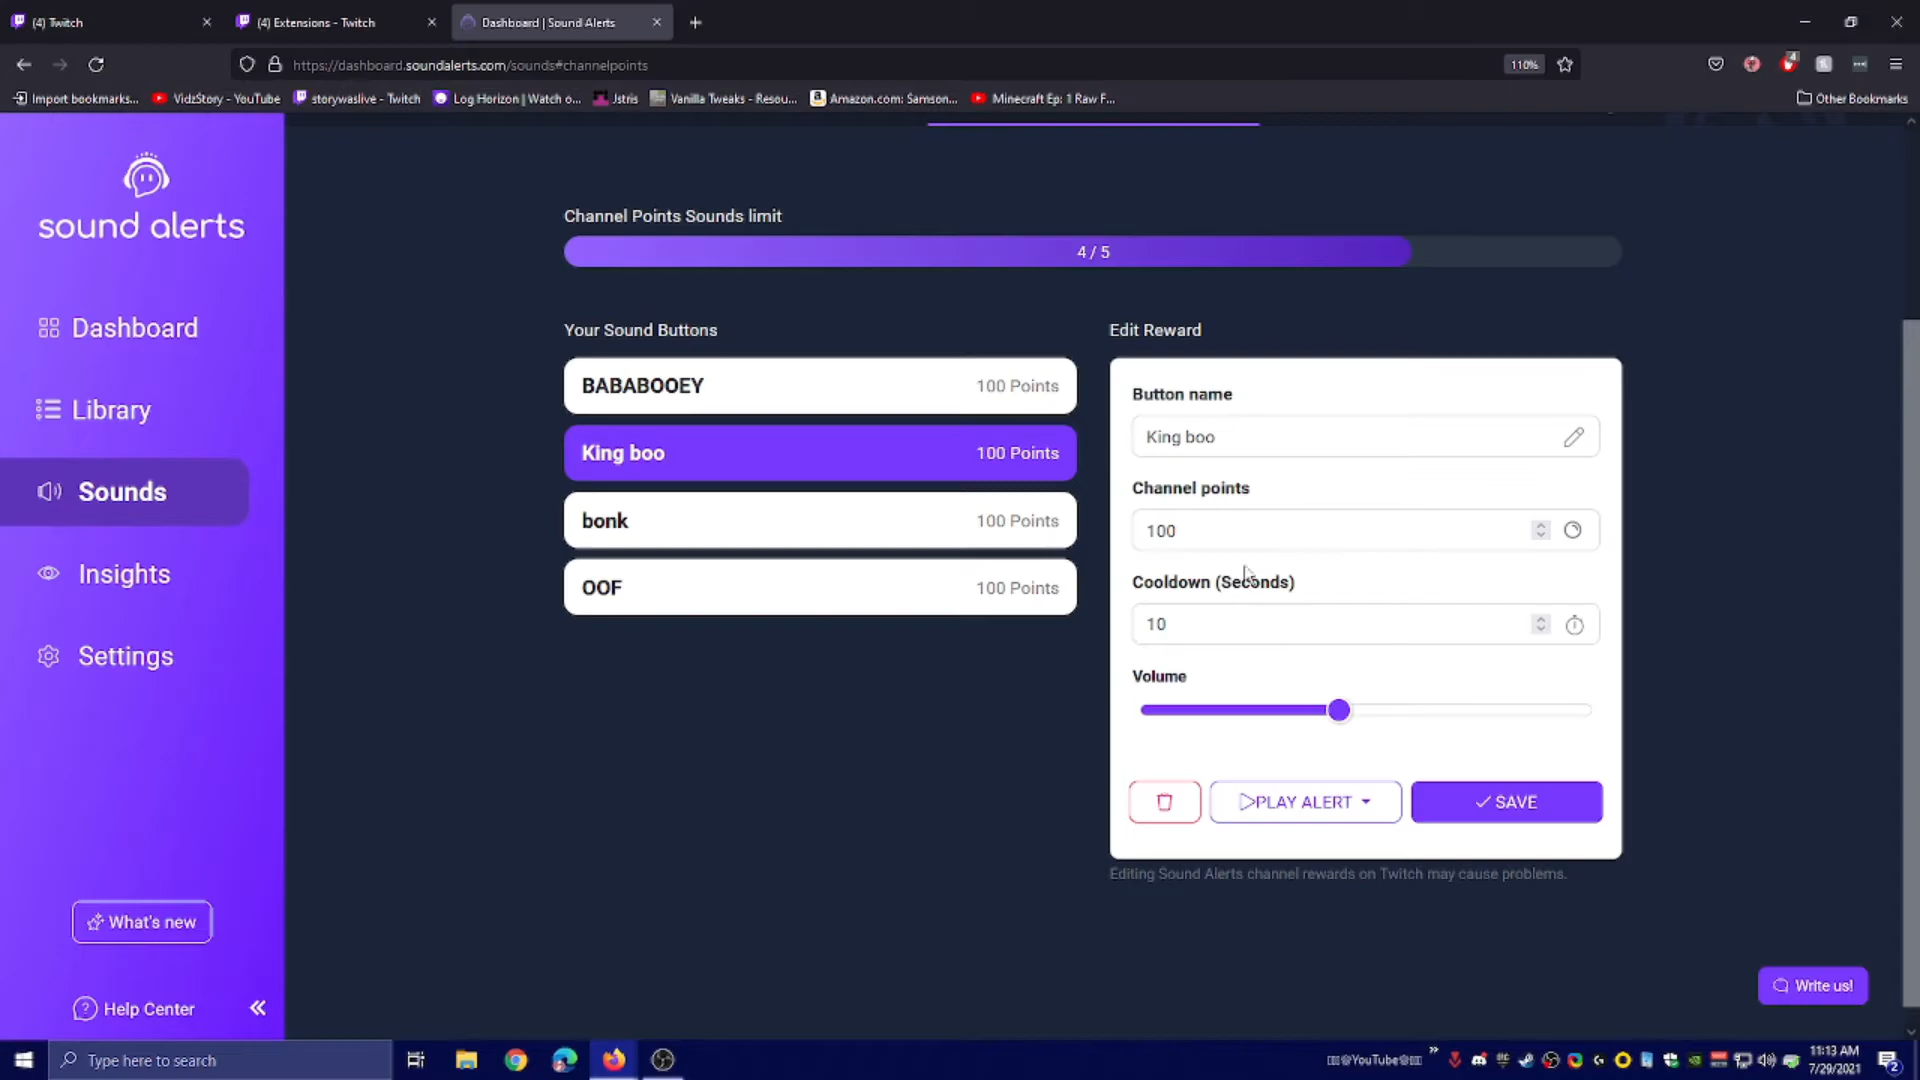 (4) Twitch
(4) Extensions - Twitch
Dashboard | Sound Alerts
https://dashboard.soundalerts.com/sounds#channelpoints
110%
4
Import bookmarks...
VidzStory - YouTube
storywaslive - Twitch
Log Horizon | Watch o...
Jstris
Vanilla Tweaks - Resou...
Amazon.com: Samson...
Minecraft Ep: 1 Raw F...
Other Bookmarks
sound alerts
Dashboard
Library
Sounds
Insights
Settings
What's new
Help Center
Channel Points Sounds limit
4 / 5
Your Sound Buttons
BABABOOEY 100 Points
King boo 100 Points
bonk 100 Points
OOF 100 Points
Edit Reward
Button name
King boo
Channel points
100
Cooldown (Seconds)
10
Volume
PLAY ALERT
SAVE
Editing Sound Alerts channel rewards on Twitch may cause problems.
Write us!
Type here to search
YouTube
11:13 AM
7/29/2021
2